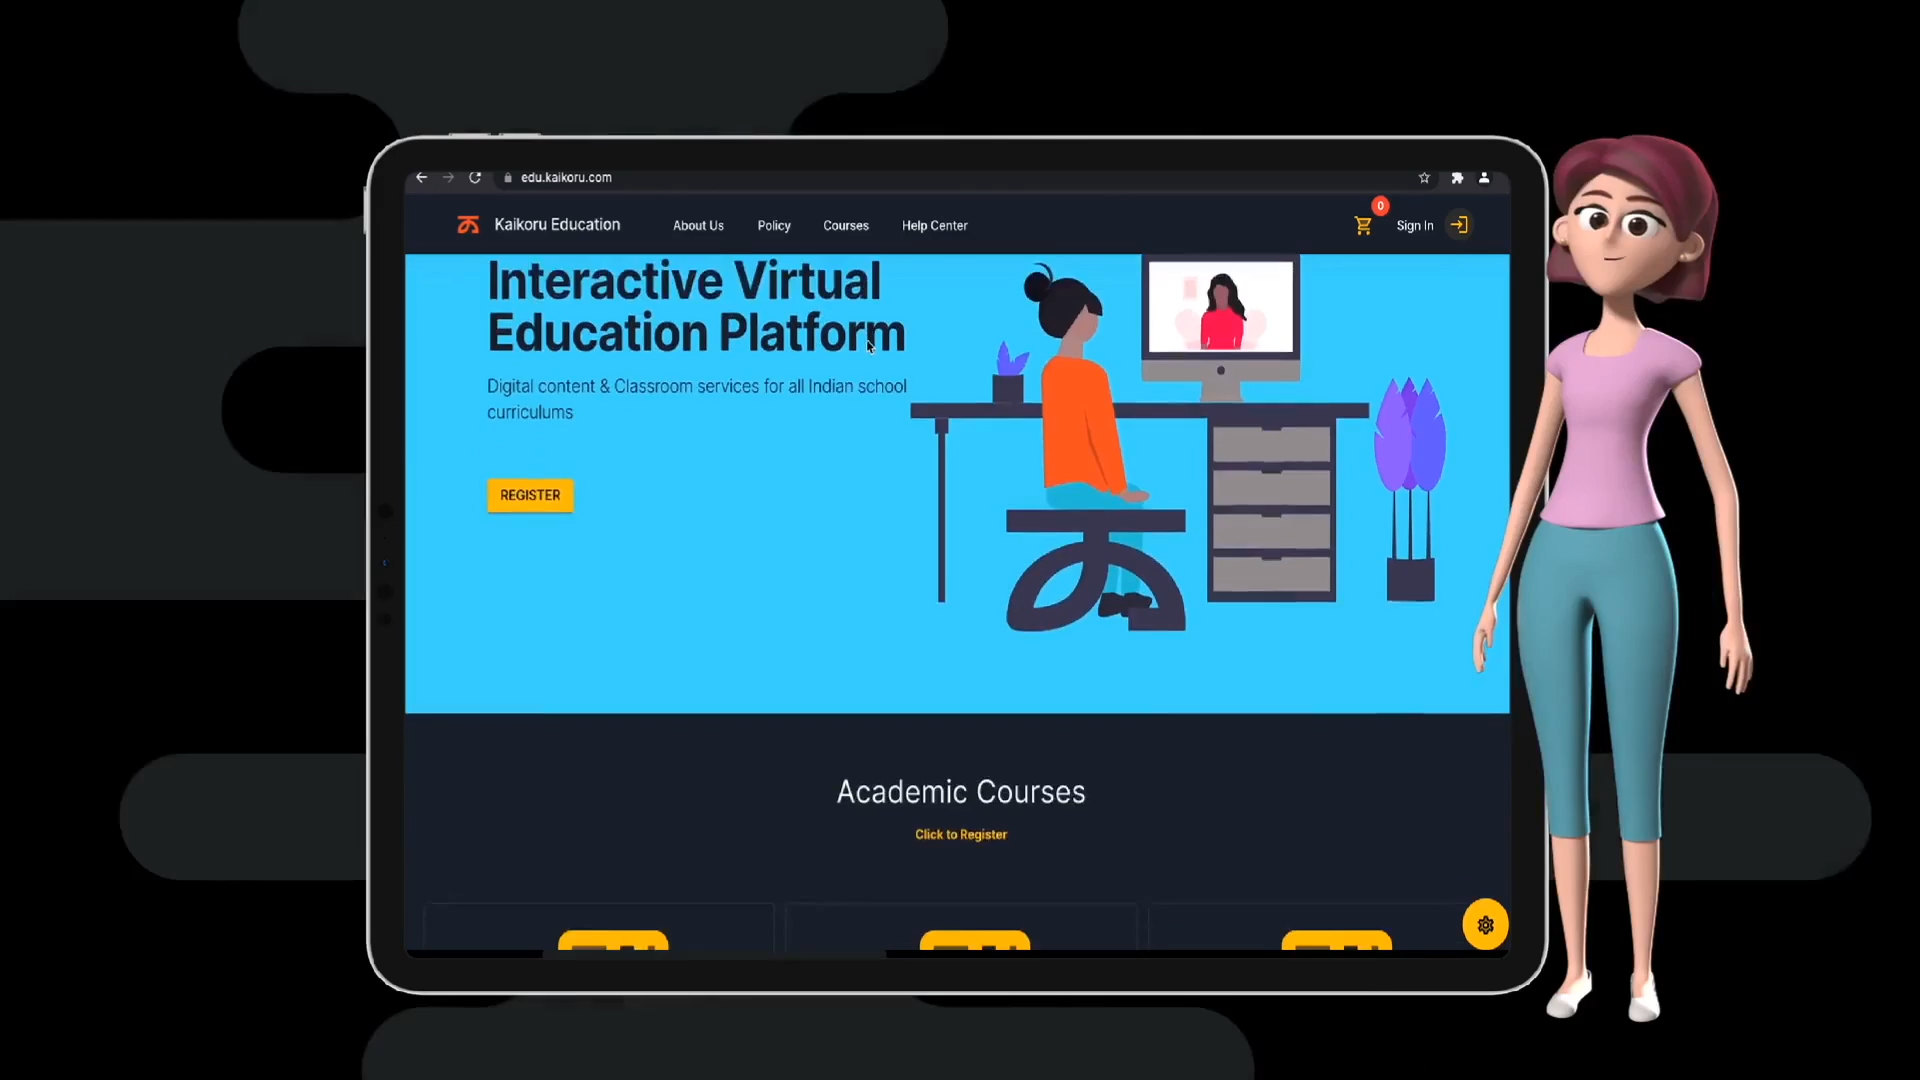 edu.kaikoru.com
Kaikoru Education
About Us
Policy
Courses
Help Center
0
Sign In
Interactive Virtual
Education Platform
Digital content & Classroom services for all Indian school
curriculums
REGISTER
Academic Courses
Click to Register